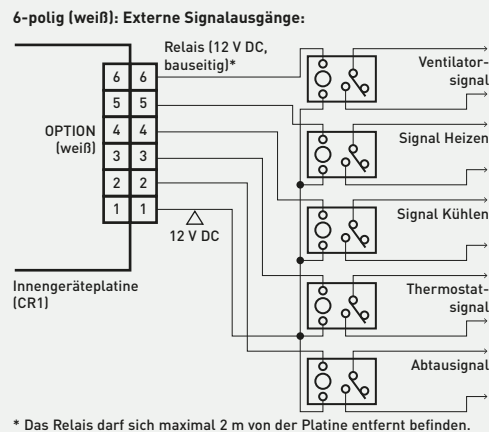 6-polig (weiß): Externe Signalausgänge:
Relais (12 V DC,
bauseitig)*
Ventilator-
signal
6 6
5 5
4 4
3 3
2 2
1 1
OPTION
(weiß)
Signal Heizen
Signal Kühlen
12 V DC
Innengeräteplatine
(CR1)
Thermostat-
signal
Abtausignal
* Das Relais darf sich maximal 2 m von der Platine entfernt befinden.